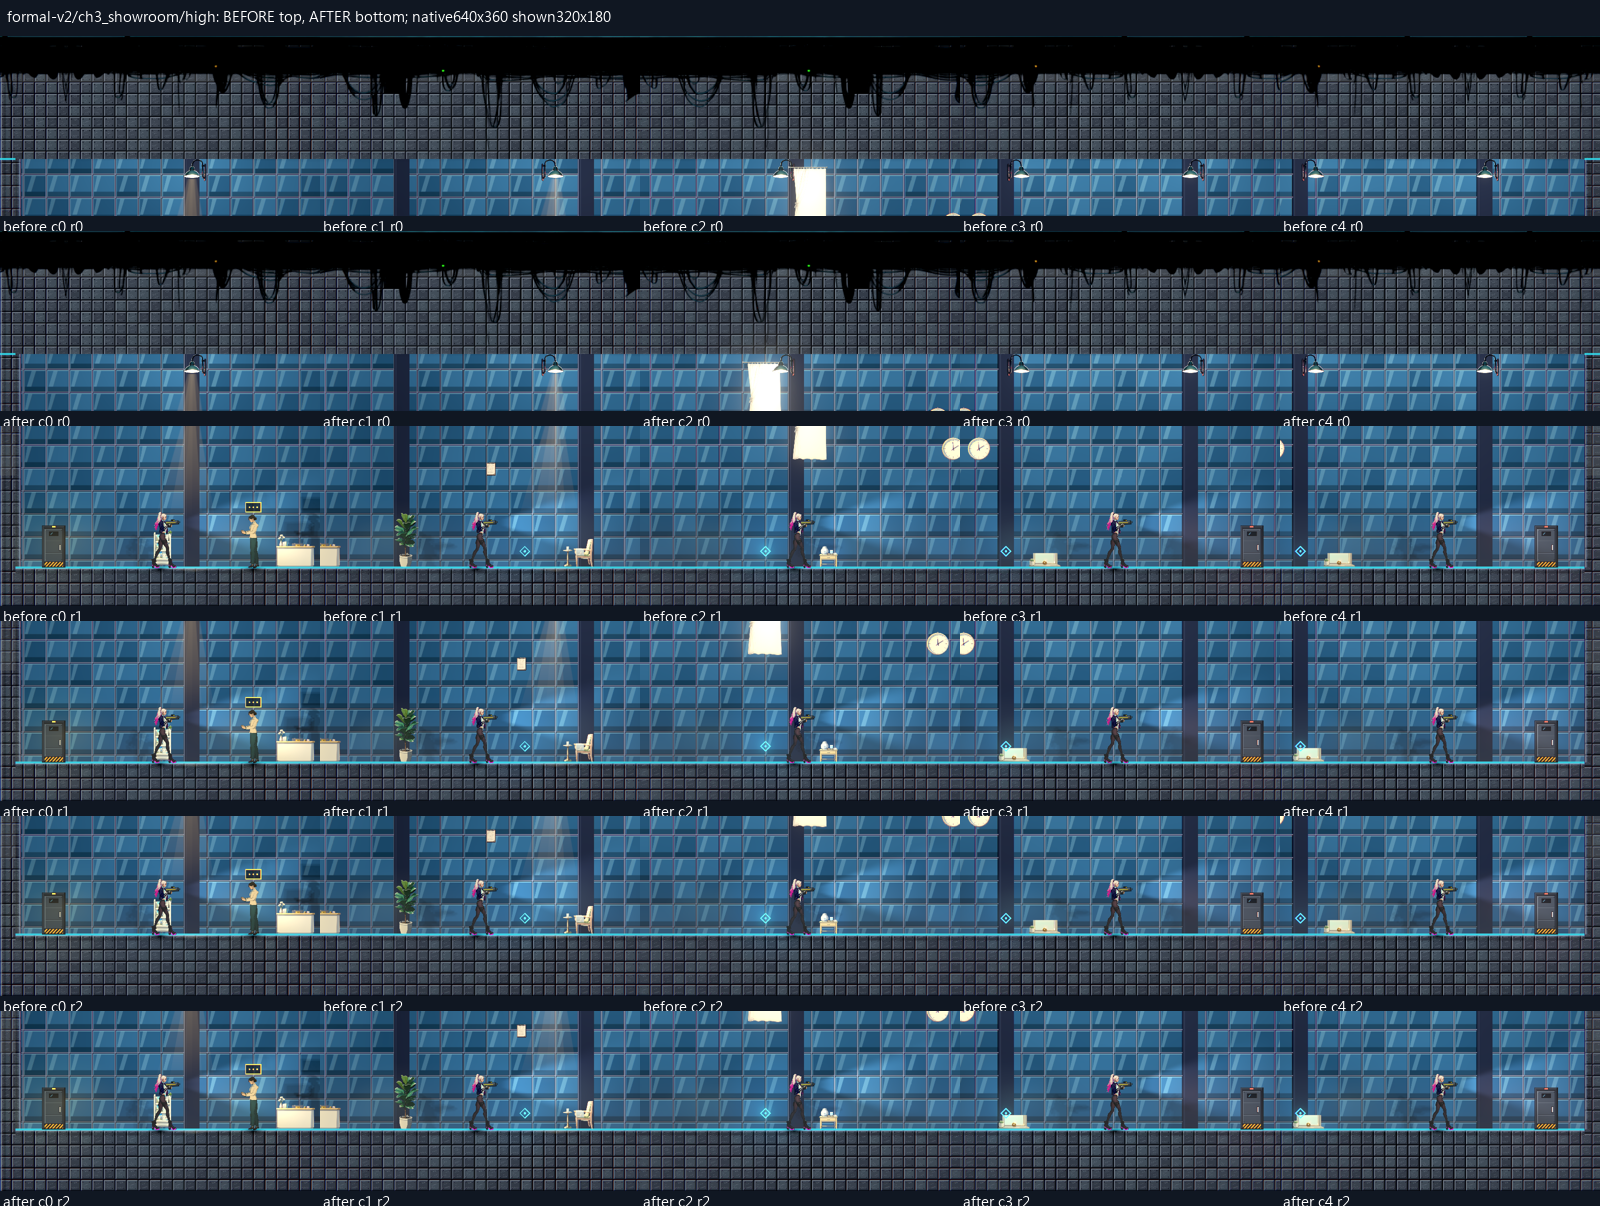 formal-v2/ch3_showroom/high: BEFORE top, AFTER bottom; native640x360 shown320x180
before c0 r0
before c1 r0
before c2 r0
before c3 r0
before c4 r0
after c0 r0
after c1 r0
after c2 r0
after c3 r0
after c4 r0
before c0 r1
before c1 r1
before c2 r1
before c3 r1
before c4 r1
after c0 r1
after c1 r1
after c2 r1
after c3 r1
after c4 r1
before c0 r2
before c1 r2
before c2 r2
before c3 r2
before c4 r2
after c0 r2
after c1 r2
after c2 r2
after c3 r2
after c4 r2